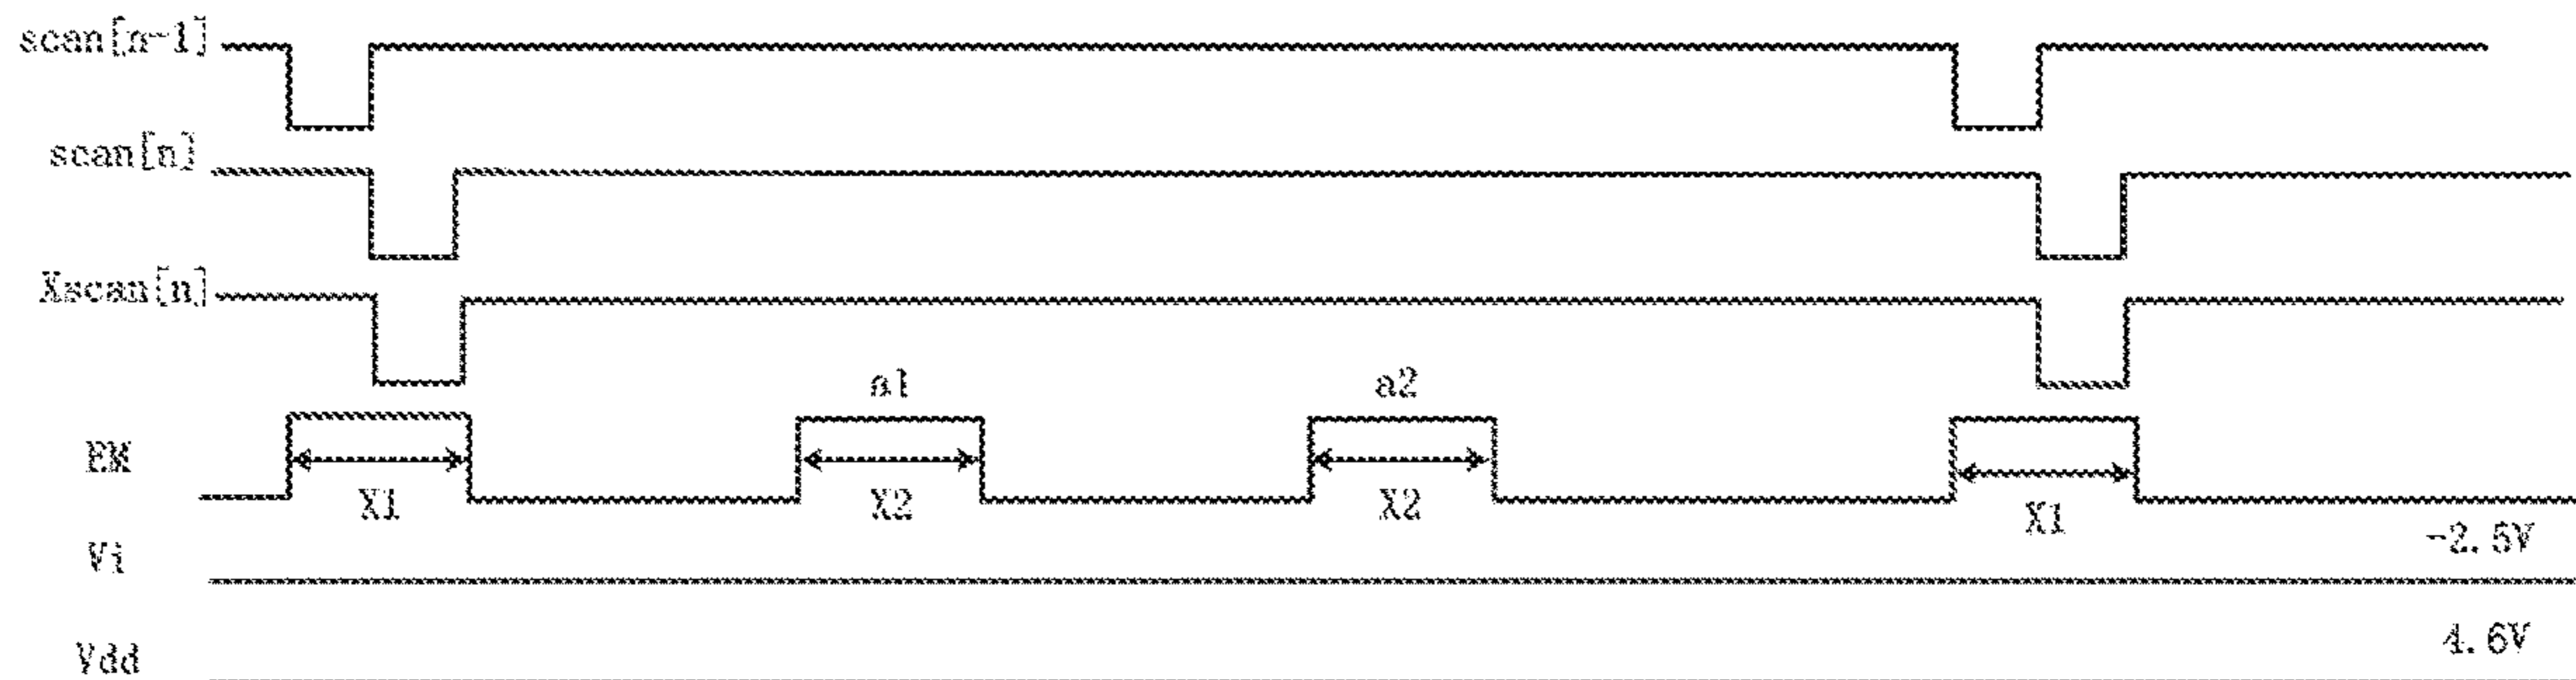 scan[n-1]
scan[n]
Xscan[n]
a1
a2
EM
X1
X2
X2
X1
Vi
-2.5V
Vdd
4.6V